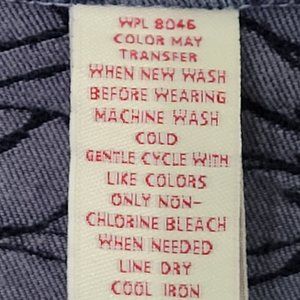 WPL 8046
COLOR MAY
TRANSFER
WHEN NEW WASH
BEFORE WEARING
MACHINE WASH
COLD
GENTLE CYCLE WITH
LIKE COLORS
ONLY NON-
CHLORINE BLEACH
WHEN NEEDED
LINE DRY
COOL IRON